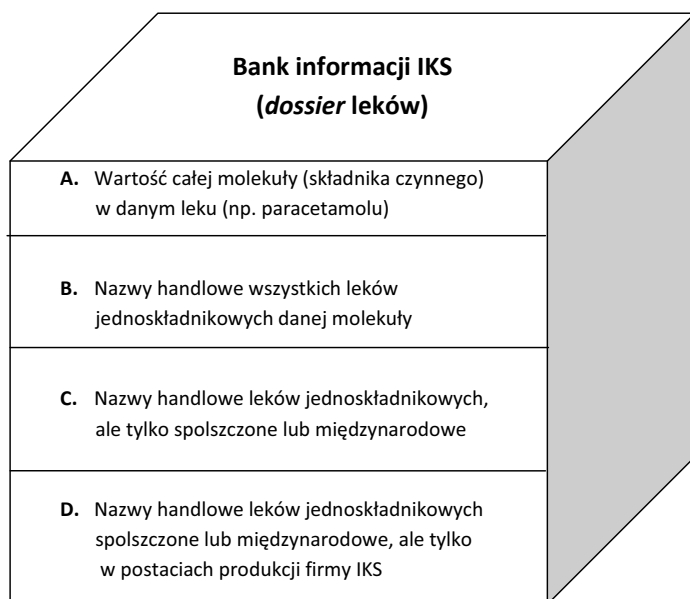 Bank informacji IKS
(dossier leków)
A. Wartość całej molekuły (składnika czynnego)
w danym leku (np. paracetamolu)
B. Nazwy handlowe wszystkich leków
jednoskładnikowych danej molekuły
C. Nazwy handlowe leków jednoskładnikowych,
ale tylko spolszczone lub międzynarodowe
D. Nazwy handlowe leków jednoskładnikowych
spolszczone lub międzynarodowe, ale tylko
w postaciach produkcji firmy IKS